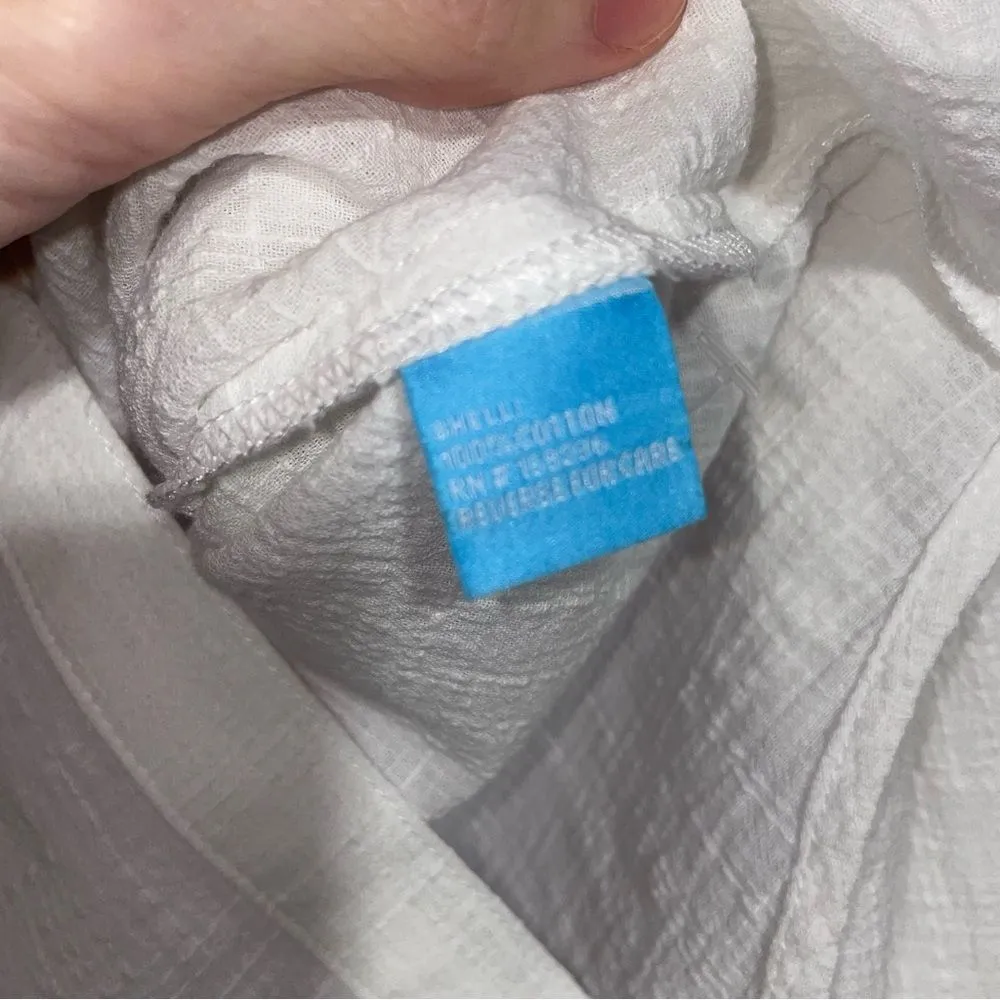 SHELL:
100% COTTON
RN #
REVERSE FOR CARE